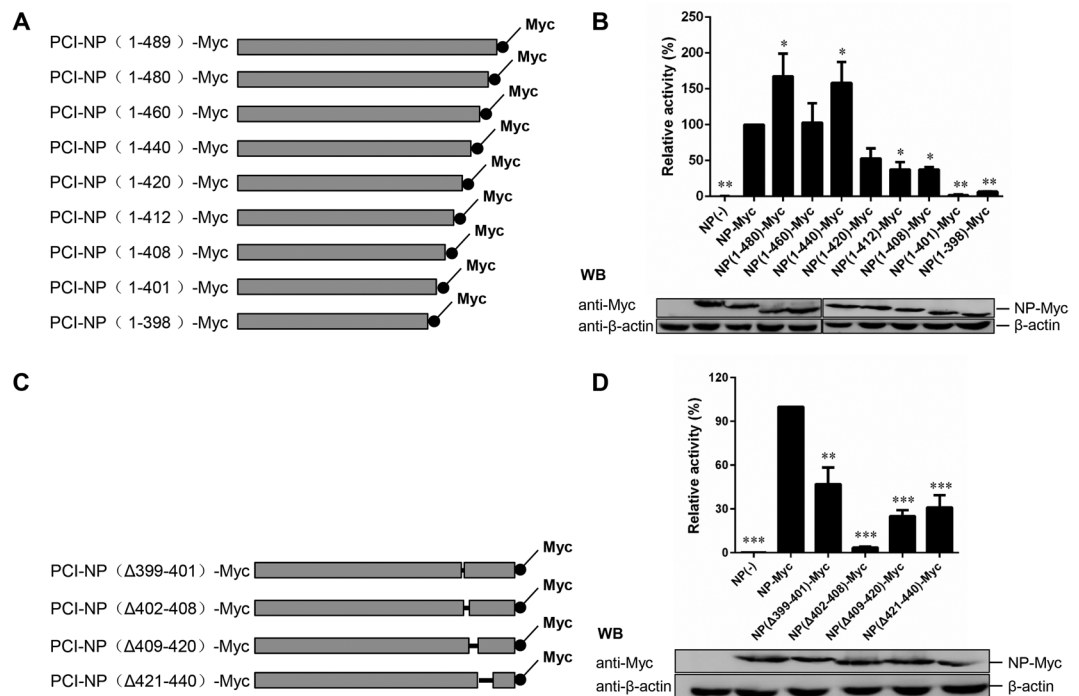 A
PCI-NP（1-489）-Myc
Myc
PCI-NP（1-480）-Myc
Myc
PCI-NP（1-460）-Myc
Myc
PCI-NP（1-440）-Myc
Myc
PCI-NP（1-420）-Myc
Myc
PCI-NP（1-412）-Myc
Myc
PCI-NP（1-408）-Myc
Myc
PCI-NP（1-401）-Myc
Myc
PCI-NP（1-398）-Myc
Myc
B
Relative activity (%)
250
200
150
100
50
0
** * * * * ** **
NP(-)
NP-Myc
NP(1-480)-Myc
NP(1-460)-Myc
NP(1-440)-Myc
NP(1-420)-Myc
NP(1-412)-Myc
NP(1-408)-Myc
NP(1-401)-Myc
NP(1-398)-Myc
WB
anti-Myc
NP-Myc
anti-β-actin
β-actin
C
PCI-NP（Δ399-401）-Myc
Myc
PCI-NP（Δ402-408）-Myc
Myc
PCI-NP（Δ409-420）-Myc
Myc
PCI-NP（Δ421-440）-Myc
Myc
D
Relative activity (%)
120
90
60
30
0
*** ** *** *** ***
NP(-)
NP-Myc
NP(Δ399-401)-Myc
NP(Δ402-408)-Myc
NP(Δ409-420)-Myc
NP(Δ421-440)-Myc
WB
anti-Myc
NP-Myc
anti-β-actin
β-actin